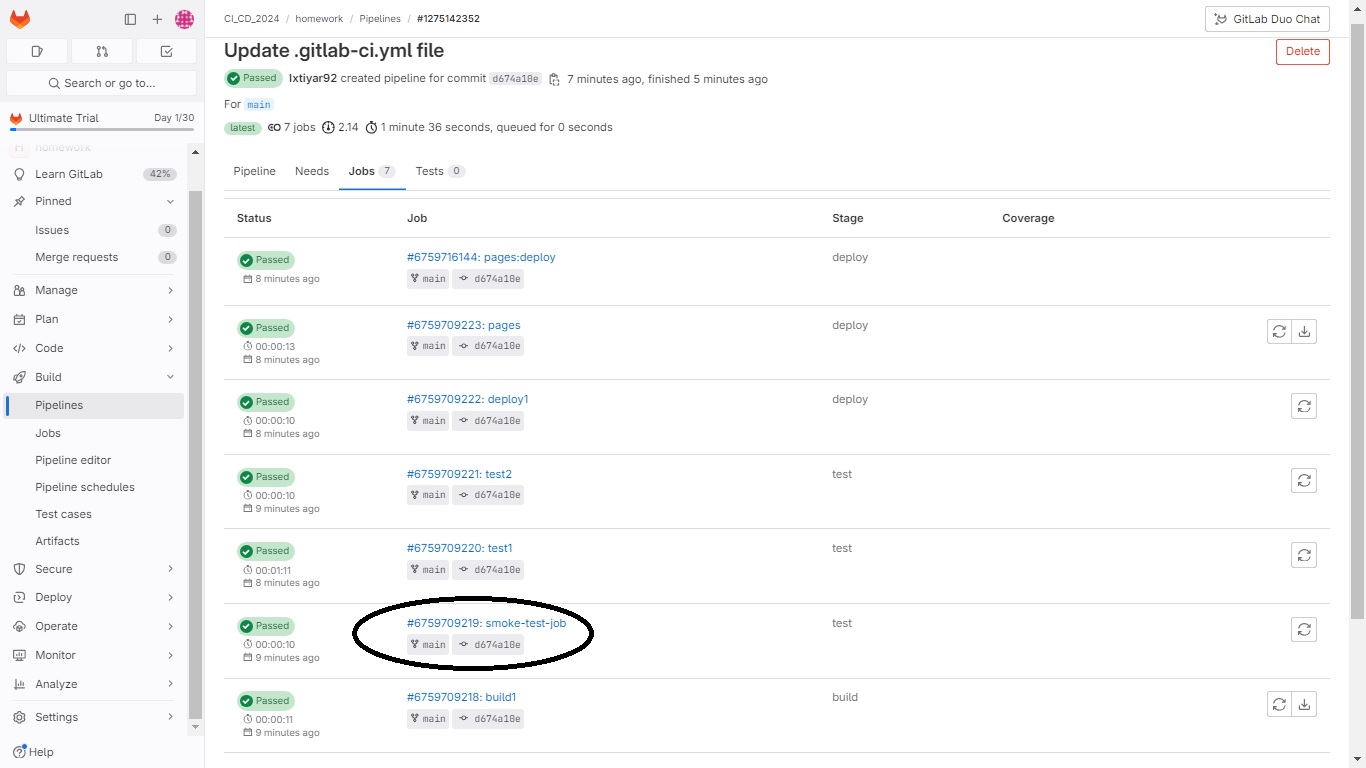 CI_CD_2024 / homework / Pipelines / #1275142352
GitLab Duo Chat
Search or go to...
Ultimate Trial Day 1/30
homework
Learn GitLab 42%
Pinned
Issues 0
Merge requests 0
Manage
Plan
Code
Build
Pipelines
Jobs
Pipeline editor
Pipeline schedules
Test cases
Artifacts
Secure
Deploy
Operate
Monitor
Analyze
Settings
Help
Update .gitlab-ci.yml file
Delete
Passed Ixtiyar92 created pipeline for commit d674a10e 7 minutes ago, finished 5 minutes ago
For main
latest 7 jobs 2.14 1 minute 36 seconds, queued for 0 seconds
Pipeline Needs Jobs 7 Tests 0
Status Job Stage Coverage
Passed #6759716144: pages:deploy deploy
8 minutes ago main d674a10e
Passed #6759709223: pages deploy
00:00:13 main d674a10e
8 minutes ago
Passed #6759709222: deploy1 deploy
00:00:10 main d674a10e
8 minutes ago
Passed #6759709221: test2 test
00:00:10 main d674a10e
9 minutes ago
Passed #6759709220: test1 test
00:01:11 main d674a10e
8 minutes ago
Passed #6759709219: smoke-test-job test
00:00:10 main d674a10e
9 minutes ago
Passed #6759709218: build1 build
00:00:11 main d674a10e
9 minutes ago